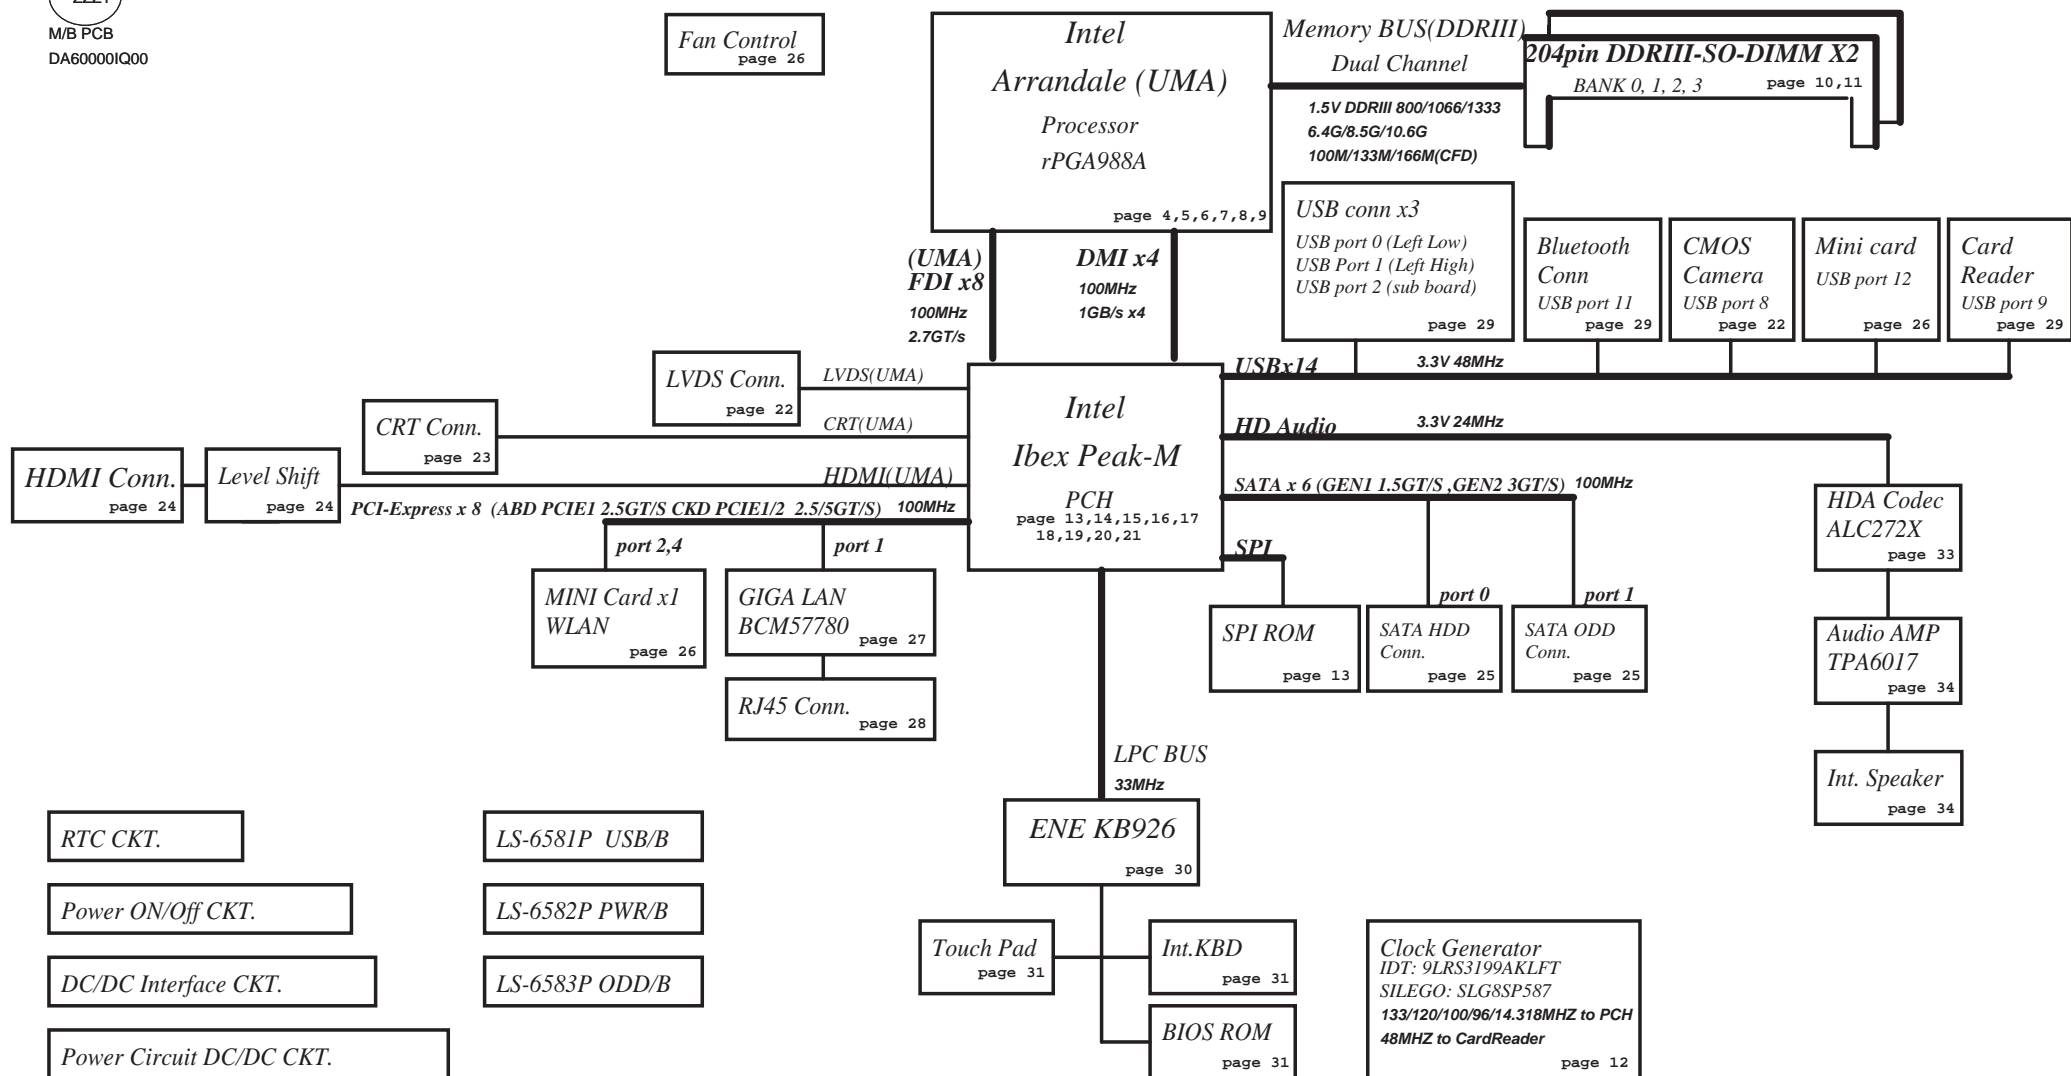 M/B PCB
DA60000IQ00
Fan Control
page 26
Intel
Arrandale (UMA)
Processor
rPGA988A
page 4,5,6,7,8,9
Memory BUS(DDRIII)
Dual Channel
1.5V DDRIII 800/1066/1333
6.4G/8.5G/10.6G
100M/133M/166M(CFD)
204pin DDRIII-SO-DIMM X2
BANK 0, 1, 2, 3
page 10,11
(UMA)
FDI x8
100MHz
2.7GT/s
DMI x4
100MHz
1GB/s x4
USB conn x3
USB port 0 (Left Low)
USB Port 1 (Left High)
USB port 2 (sub board)
page 29
Bluetooth
Conn
USB port 11
page 29
CMOS
Camera
USB port 8
page 22
Mini card
USB port 12
page 26
Card
Reader
USB port 9
page 29
USBx14
3.3V 48MHz
HD Audio
3.3V 24MHz
LVDS Conn.
page 22
LVDS(UMA)
CRT Conn.
page 23
CRT(UMA)
HDMI Conn.
page 24
Level Shift
page 24
HDMI(UMA)
Intel
Ibex Peak-M
PCH
page 13,14,15,16,17
18,19,20,21
SATA x 6 (GEN1 1.5GT/S ,GEN2 3GT/S)
100MHz
PCI-Express x 8 (ABD PCIE1 2.5GT/S CKD PCIE1/2 2.5/5GT/S)
100MHz
port 2,4
port 1
MINI Card x1
WLAN
page 26
GIGA LAN
BCM57780
page 27
RJ45 Conn.
page 28
SPI
SPI ROM
page 13
port 0
SATA HDD
Conn.
page 25
port 1
SATA ODD
Conn.
page 25
HDA Codec
ALC272X
page 33
Audio AMP
TPA6017
page 34
Int. Speaker
page 34
LPC BUS
33MHz
ENE KB926
page 30
Touch Pad
page 31
Int.KBD
page 31
BIOS ROM
page 31
RTC CKT.
Power ON/Off CKT.
DC/DC Interface CKT.
Power Circuit DC/DC CKT.
LS-6581P USB/B
LS-6582P PWR/B
LS-6583P ODD/B
Clock Generator
IDT: 9LRS3199AKLFT
SILEGO: SLG8SP587
133/120/100/96/14.318MHZ to PCH
48MHZ to CardReader
page 12